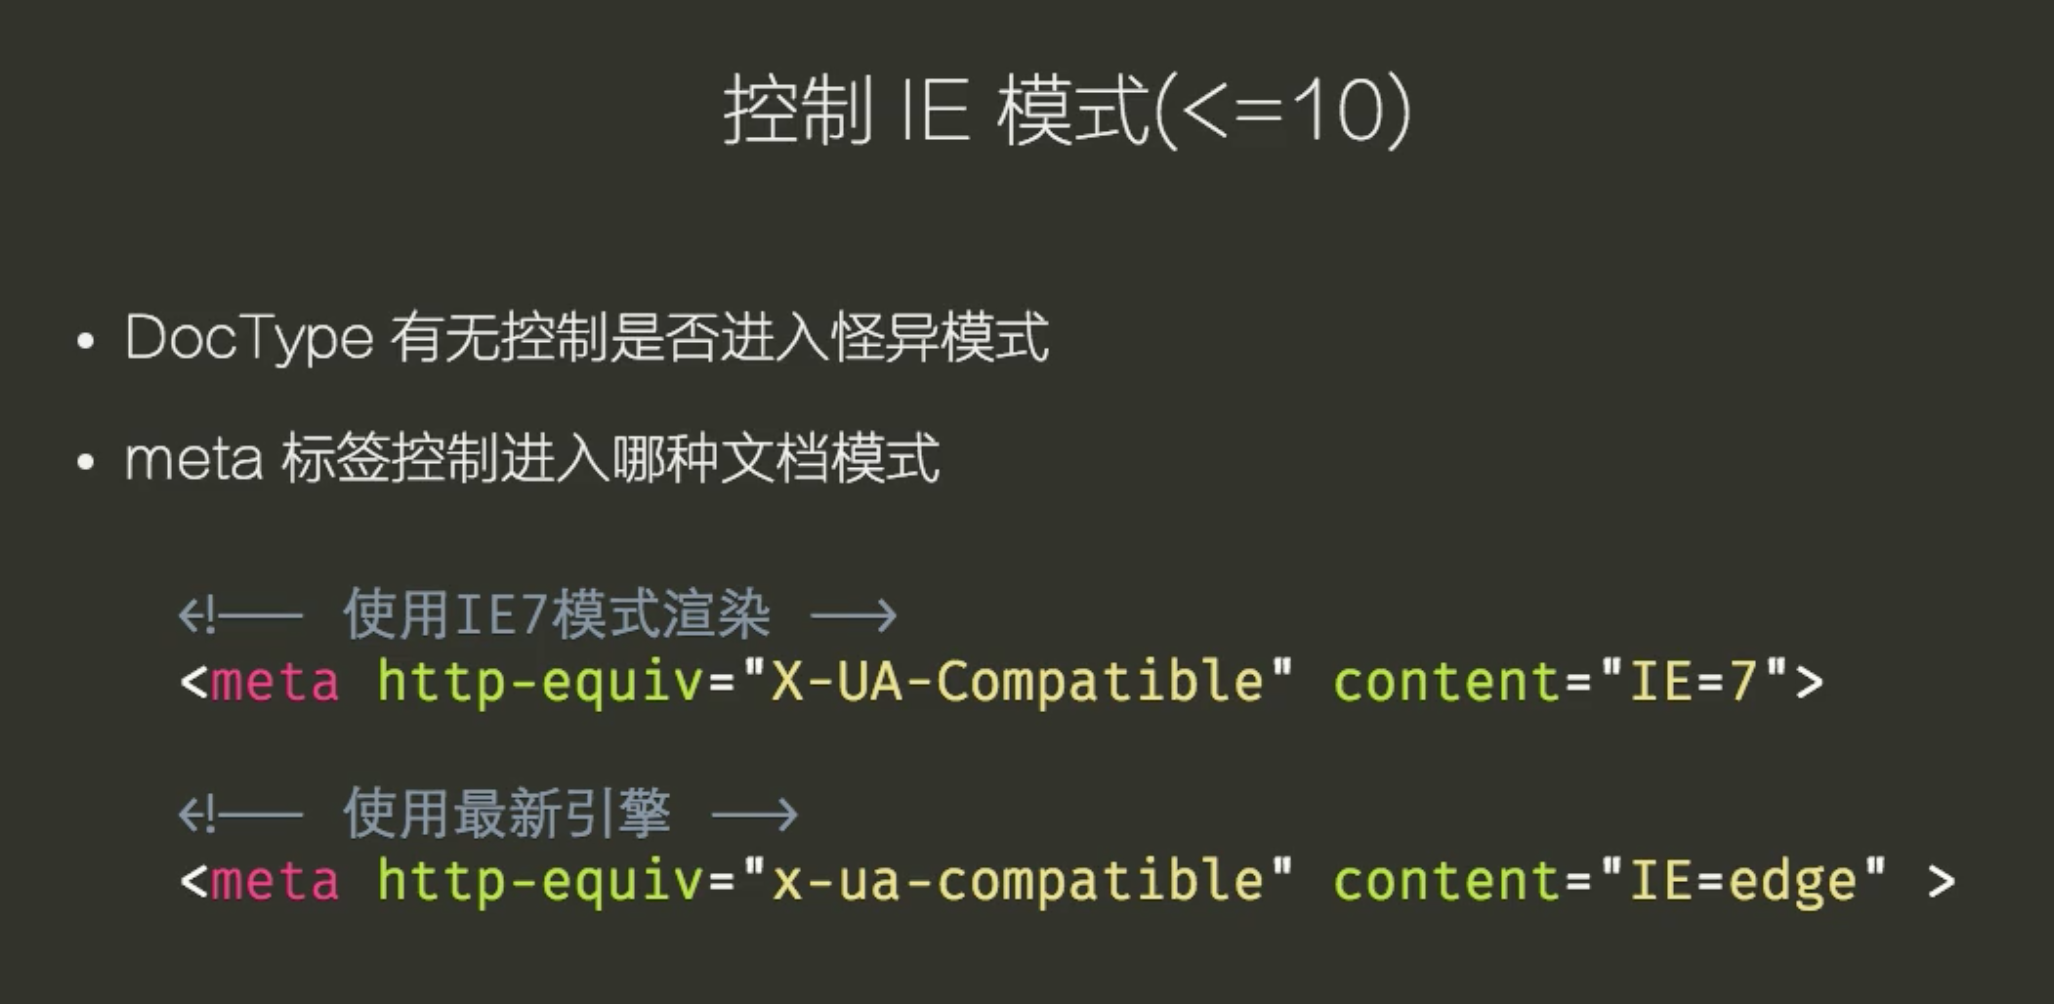 控制 IE 模式(<=10)
• DocType 有无控制是否进入怪异模式
• meta 标签控制进入哪种文档模式
<!-- 使用IE7模式渲染 -->
<meta http-equiv="X-UA-Compatible" content="IE=7">
<!-- 使用最新引擎 -->
<meta http-equiv="x-ua-compatible" content="IE=edge" >